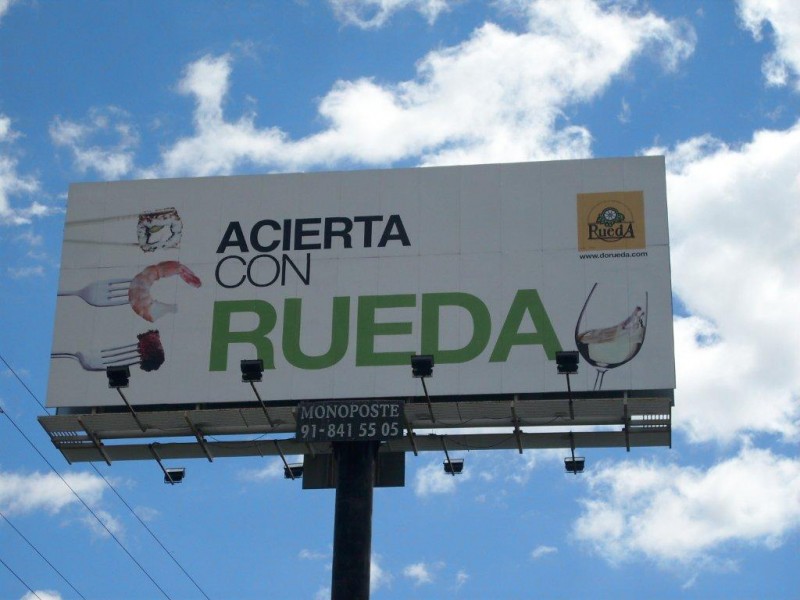 ACIERTA
CON
RUEDA
RuedA
www.dorueda.com
MONOPOSTE
91-841 55 05